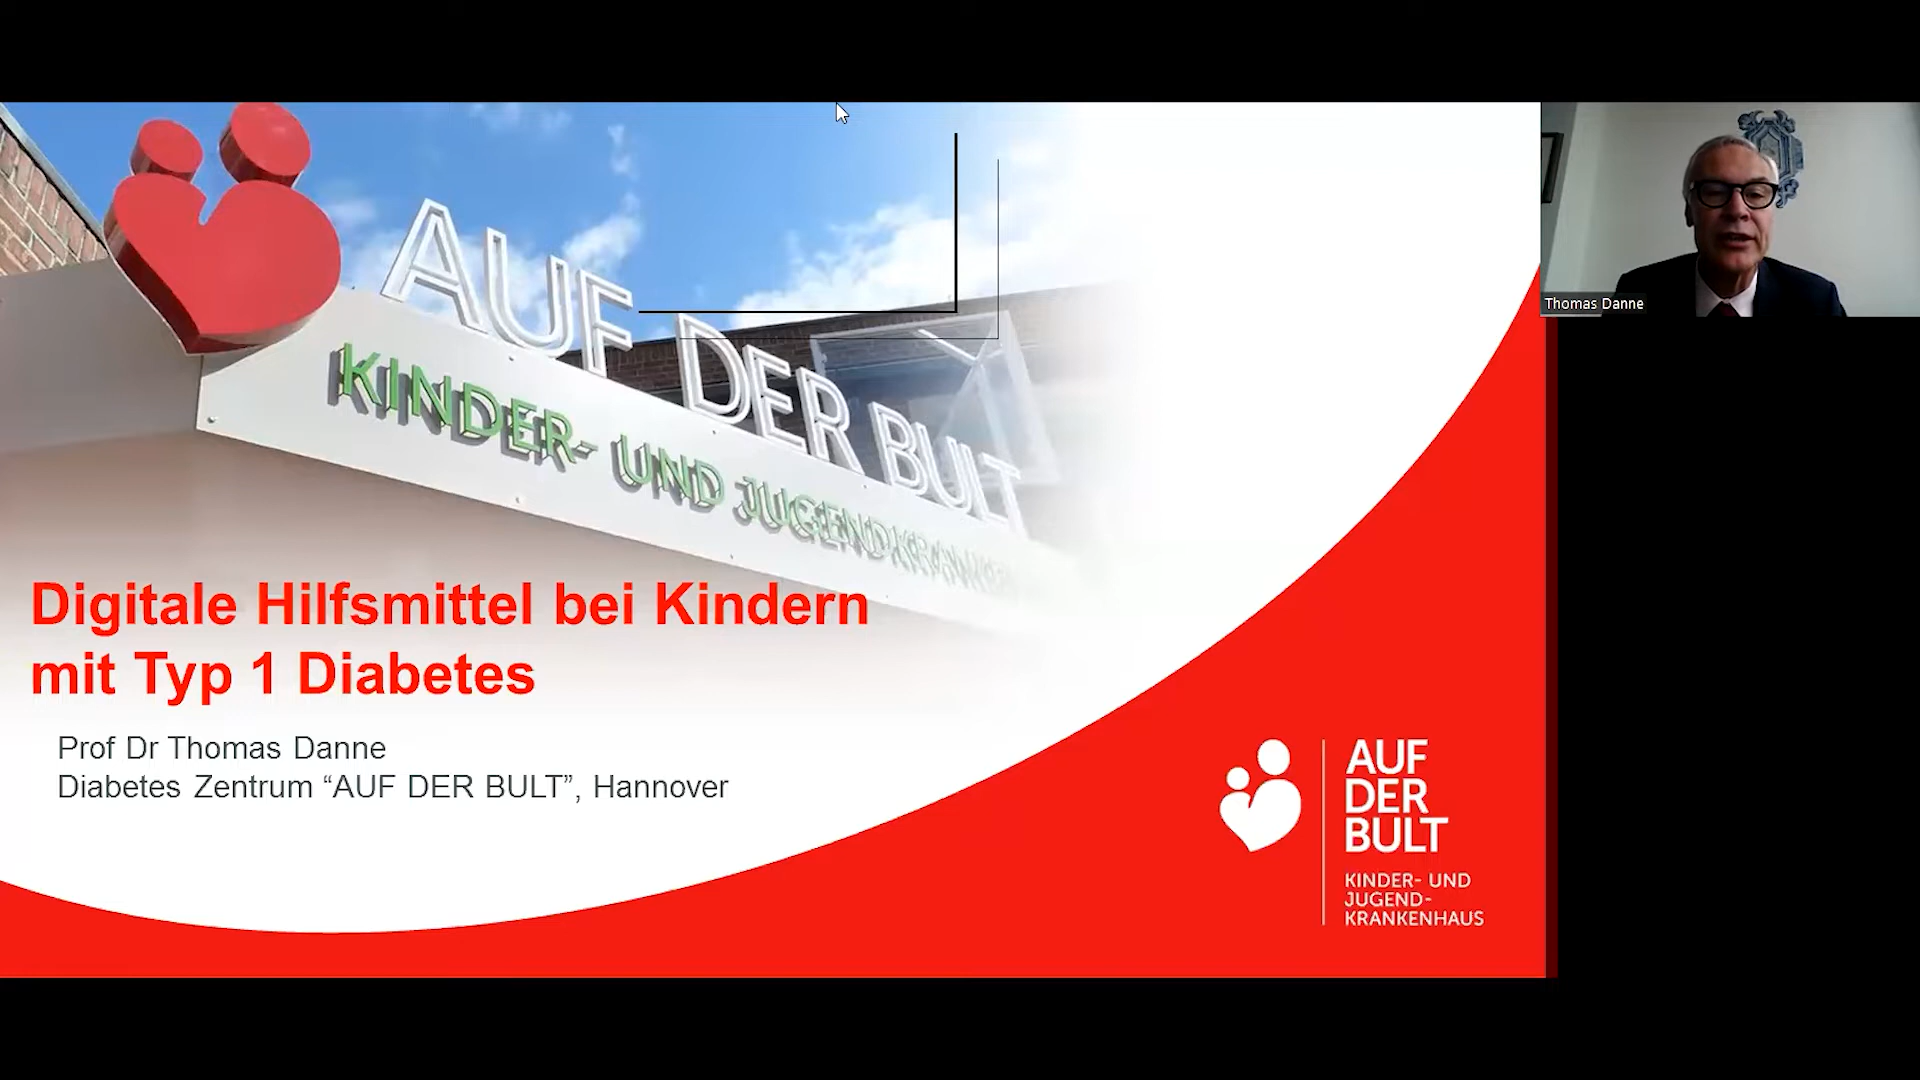 AUF DER BULT
KINDER- UND
Digitale Hilfsmittel bei Kindern
mit Typ 1 Diabetes
Prof Dr Thomas Danne
Diabetes Zentrum “AUF DER BULT”, Hannover
AUF
DER
BULT
KINDER- UND
JUGEND-
KRANKENHAUS
Thomas Danne